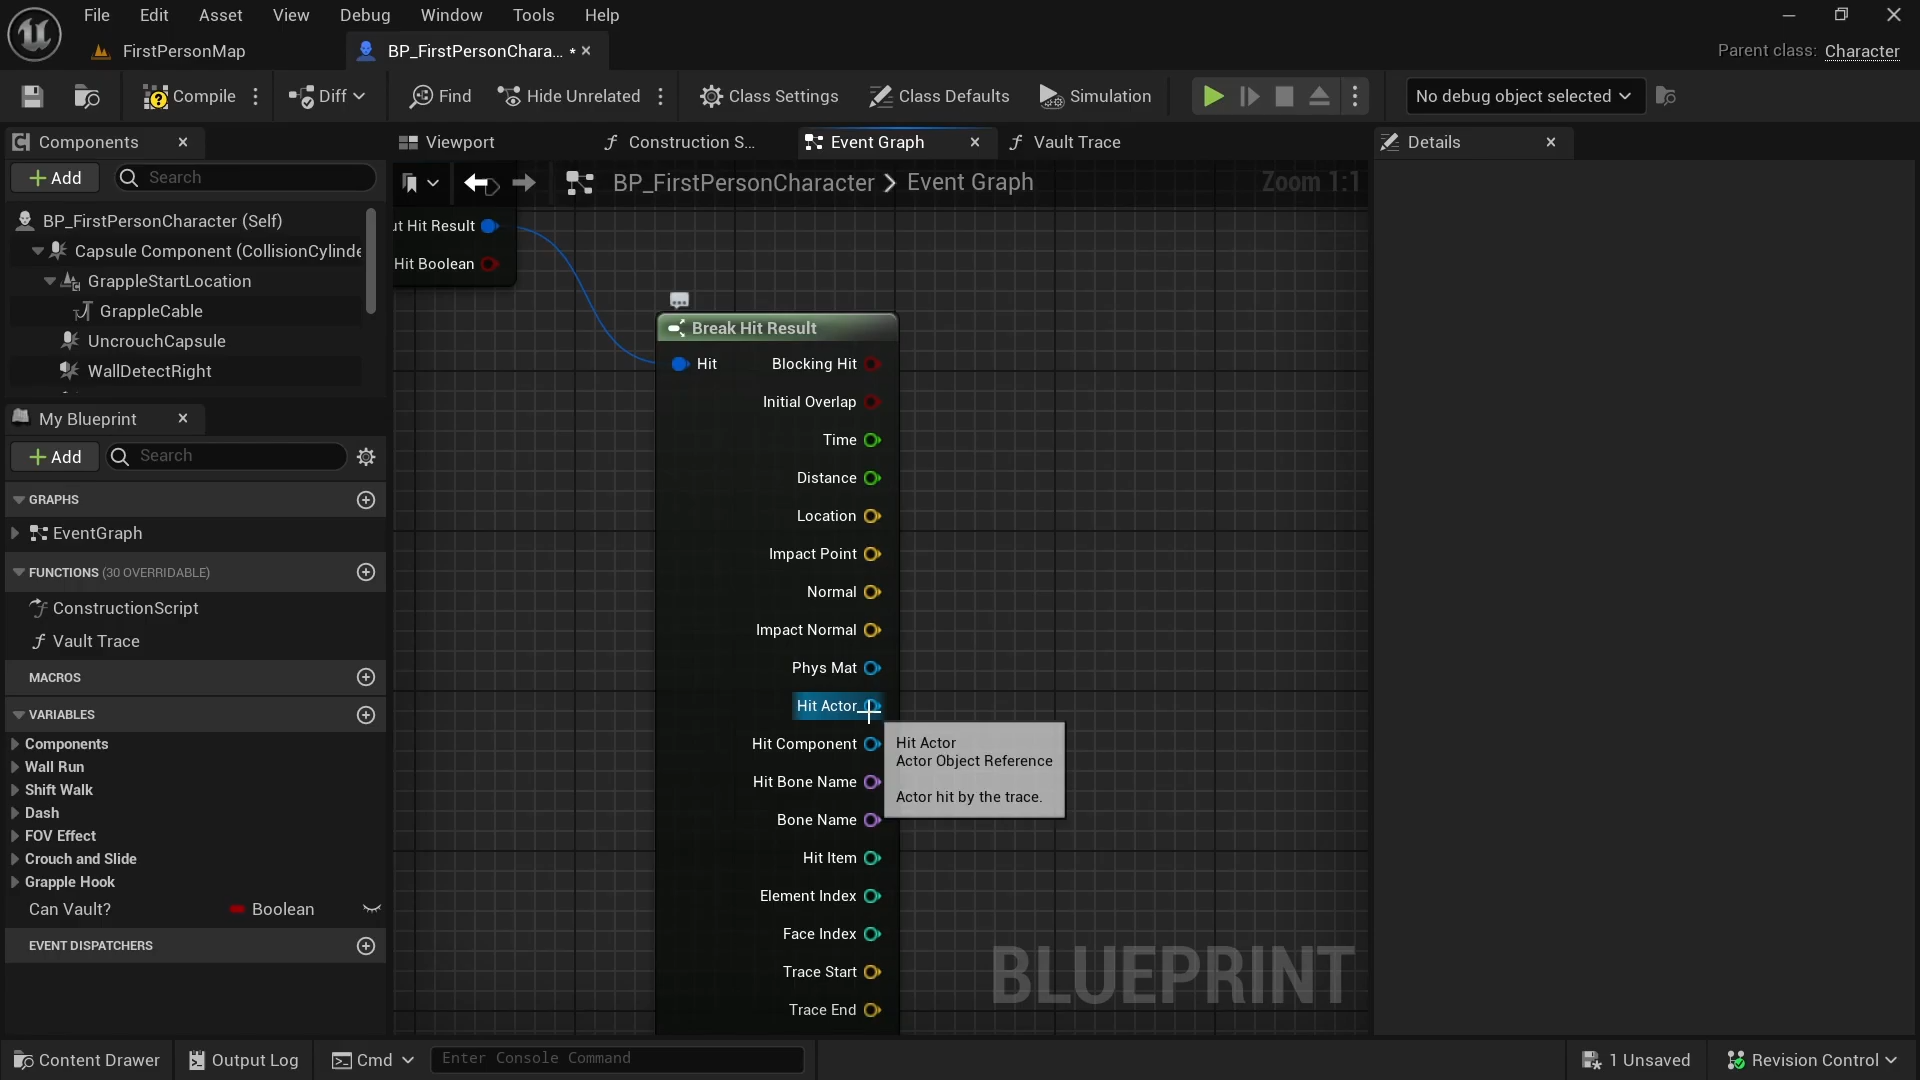 File Edit Asset View Debug Window Tools Help
FirstPersonMap BP_FirstPersonChara... * Parent class: Character
Compile Diff Find Hide Unrelated Class Settings Class Defaults Simulation No debug object selected
Components Viewport Construction S... Event Graph Vault Trace Details
+ Add Search
BP_FirstPersonCharacter > Event Graph Zoom 1:1
BP_FirstPersonCharacter (Self)
Capsule Component (CollisionCylinde
GrappleStartLocation
GrappleCable
UncrouchCapsule
WallDetectRight
My Blueprint
+ Add Search
GRAPHS
EventGraph
FUNCTIONS (30 OVERRIDABLE)
ConstructionScript
Vault Trace
MACROS
VARIABLES
Components
Wall Run
Shift Walk
Dash
FOV Effect
Crouch and Slide
Grapple Hook
Can Vault? Boolean
EVENT DISPATCHERS
ut Hit Result
Hit Boolean
Break Hit Result
Hit Blocking Hit
Initial Overlap
Time
Distance
Location
Impact Point
Normal
Impact Normal
Phys Mat
Hit Actor
Hit Component
Hit Bone Name
Bone Name
Hit Item
Element Index
Face Index
Trace Start
Trace End
Hit Actor
Actor Object Reference
Actor hit by the trace.
BLUEPRINT
Content Drawer Output Log Cmd Enter Console Command 1 Unsaved Revision Control